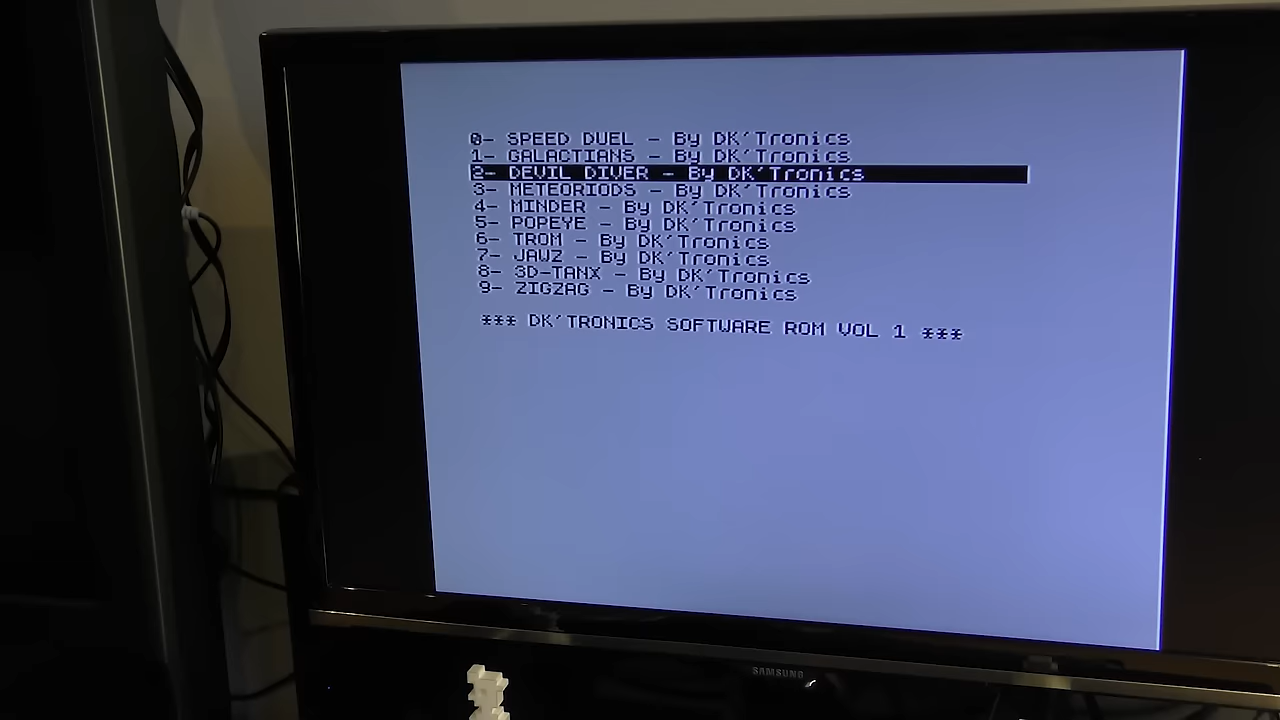 0- SPEED DUEL - By DK'Tronics
1- GALACTIANS - By DK'Tronics
2- DEVIL DIVER - By DK'Tronics
3- METEORIODS - By DK'Tronics
4- MINDER - By DK'Tronics
5- POPEYE - By DK'Tronics
6- TROM - By DK'Tronics
7- JAWZ - By DK'Tronics
8- 3D-TANX - By DK'Tronics
9- ZIGZAG - By DK'Tronics
*** DK'TRONICS SOFTWARE ROM VOL 1 ***
SAMSUNG